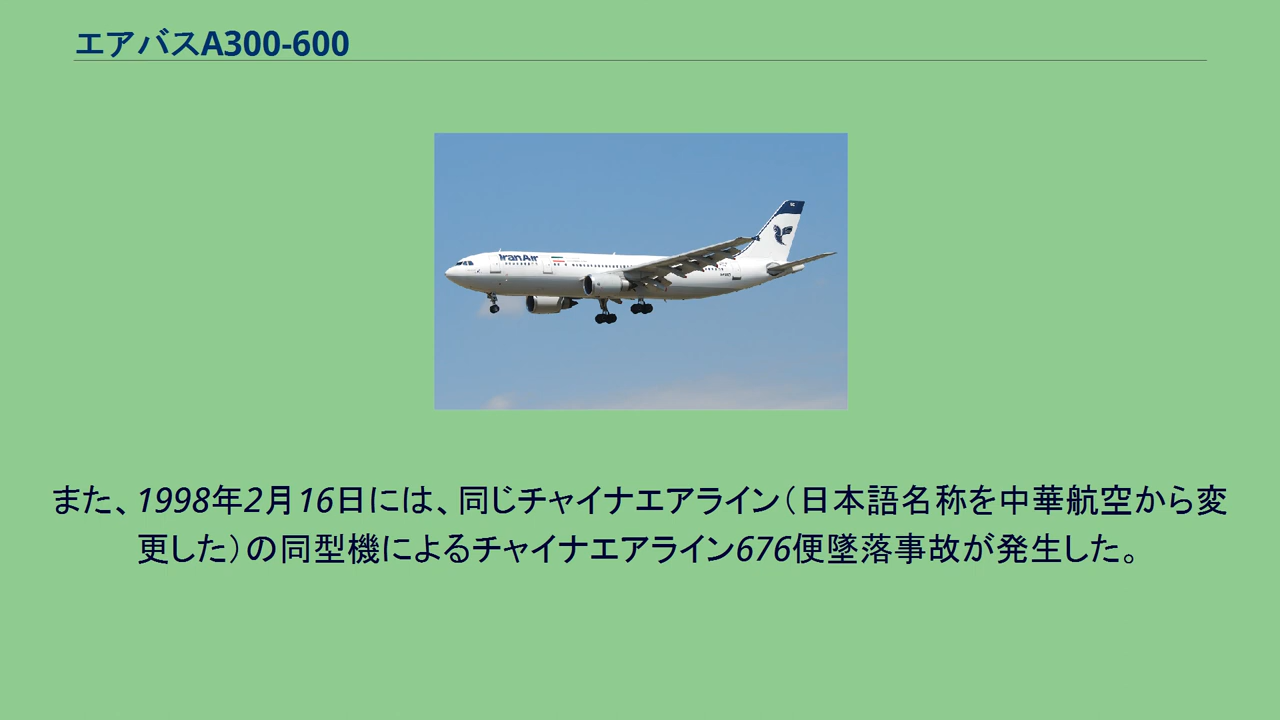 エアバスA300-600
IranAir
また、1998年2月16日には、同じチャイナエアライン（日本語名称を中華航空から変
更した）の同型機によるチャイナエアライン676便墜落事故が発生した。